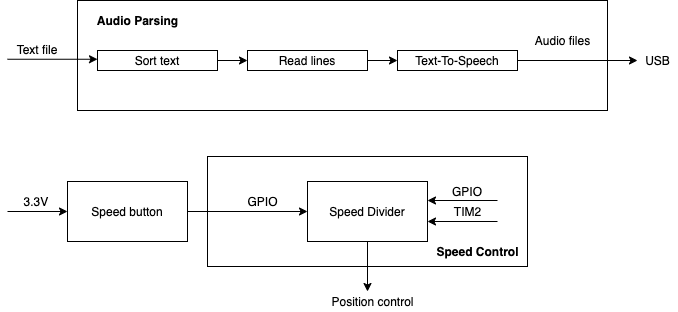 Audio Parsing
Text file
Sort text
Read lines
Text-To-Speech
Audio files
USB
3.3V
Speed button
GPIO
Speed Divider
GPIO
TIM2
Speed Control
Position control